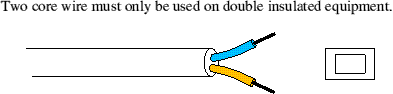 Two core wire must only be used on double insulated equipment.